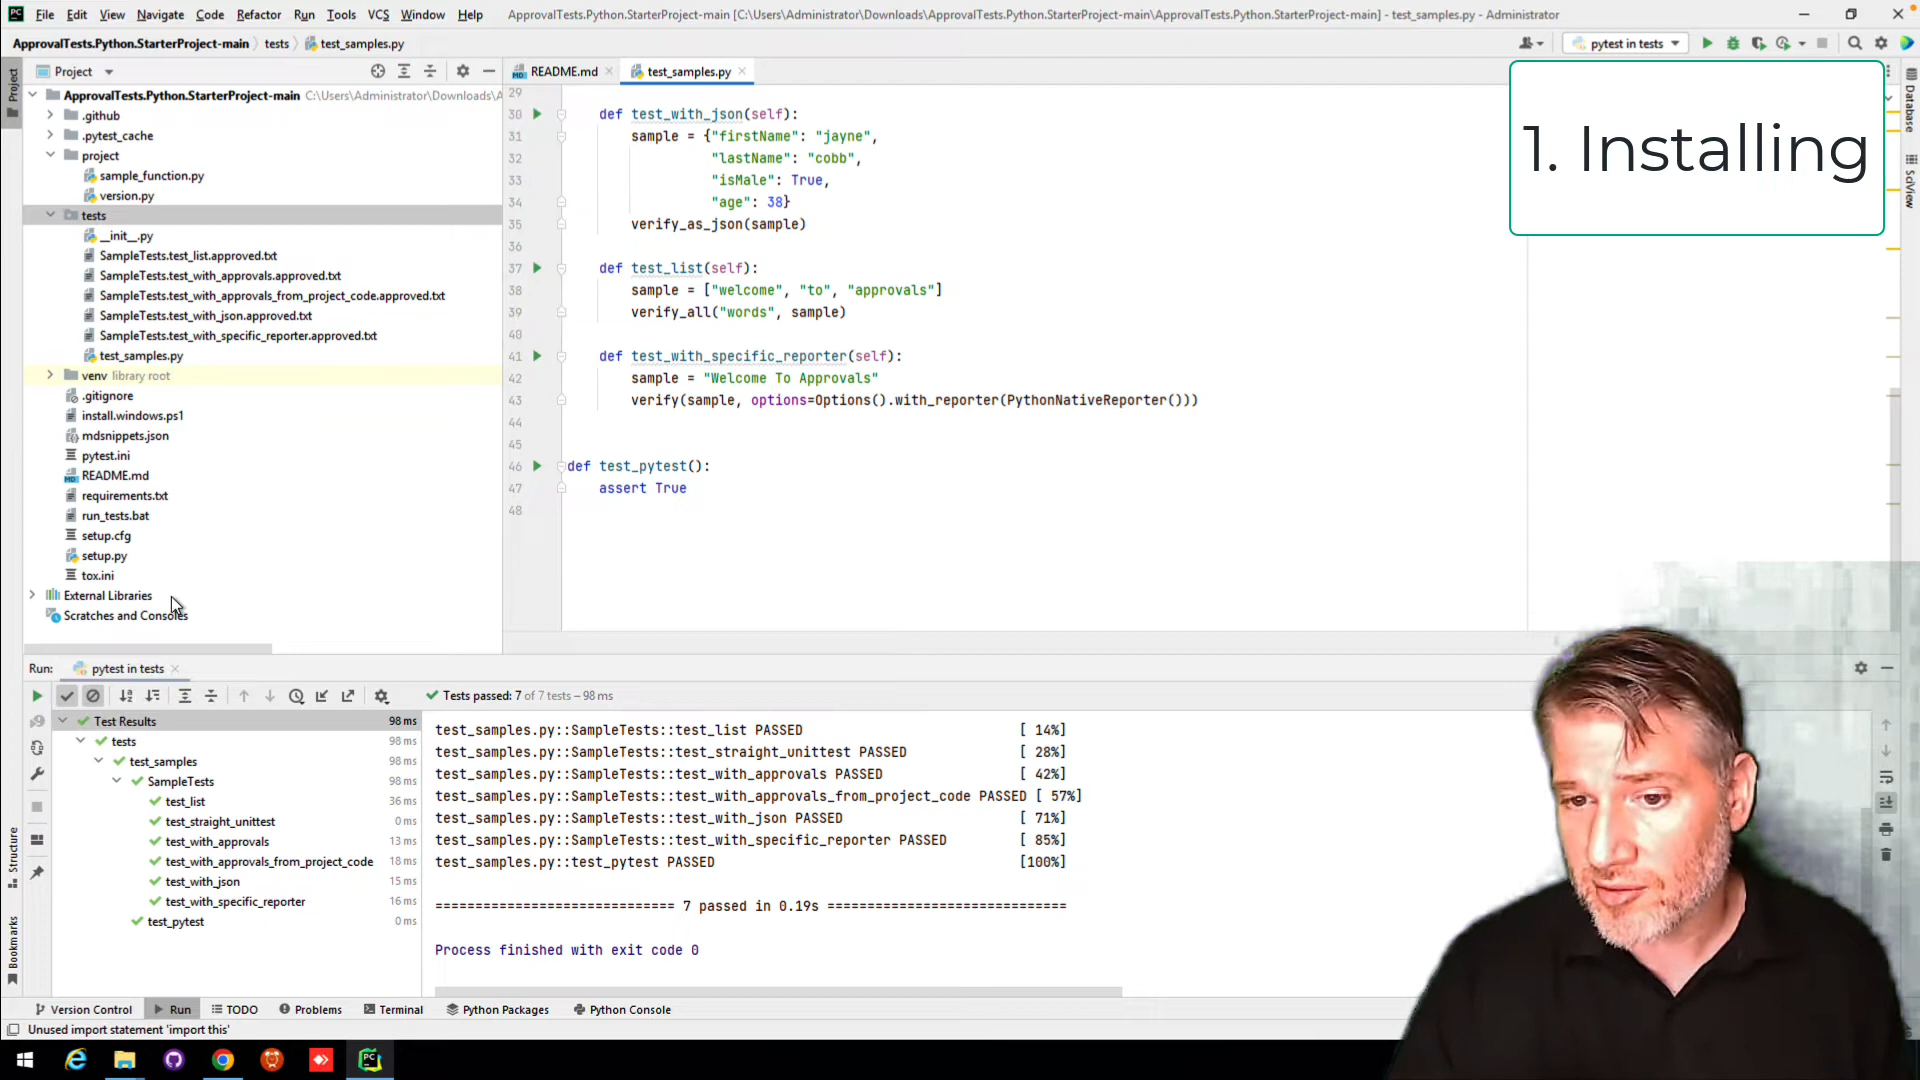 File Edit View Navigate Code Refactor Run Tools VCS Window Help ApprovalTests.Python.StarterProject-main [C:\Users\Administrator\Downloads\ApprovalTests.Python.StarterProject-main\ApprovalTests.Python.StarterProject-main] - test_samples.py - Administrator
ApprovalTests.Python.StarterProject-main tests test_samples.py pytest in tests
Project README.md test_samples.py
1. Installing
Project
ApprovalTests.Python.StarterProject-main C:\Users\Administrator\Downloads\A
.github
.pytest_cache
project
sample_function.py
version.py
tests
__init__.py
SampleTests.test_list.approved.txt
SampleTests.test_with_approvals.approved.txt
SampleTests.test_with_approvals_from_project_code.approved.txt
SampleTests.test_with_json.approved.txt
SampleTests.test_with_specific_reporter.approved.txt
test_samples.py
venv library root
.gitignore
install.windows.ps1
mdsnippets.json
pytest.ini
README.md
requirements.txt
run_tests.bat
setup.cfg
setup.py
tox.ini
External Libraries
Scratches and Consoles
29
30 def test_with_json(self):
31 sample = {"firstName": "jayne",
32 "lastName": "cobb",
33 "isMale": True,
34 "age": 38}
35 verify_as_json(sample)
36
37 def test_list(self):
38 sample = ["welcome", "to", "approvals"]
39 verify_all("words", sample)
40
41 def test_with_specific_reporter(self):
42 sample = "Welcome To Approvals"
43 verify(sample, options=Options().with_reporter(PythonNativeReporter()))
44
45
46 def test_pytest():
47 assert True
48
Database
SciView
Run: pytest in tests
Tests passed: 7 of 7 tests – 98 ms
Test Results 98 ms
tests 98 ms
test_samples 98 ms
SampleTests 98 ms
test_list 36 ms
test_straight_unittest 0 ms
test_with_approvals 13 ms
test_with_approvals_from_project_code 18 ms
test_with_json 15 ms
test_with_specific_reporter 16 ms
test_pytest 0 ms
test_samples.py::SampleTests::test_list PASSED [ 14%]
test_samples.py::SampleTests::test_straight_unittest PASSED [ 28%]
test_samples.py::SampleTests::test_with_approvals PASSED [ 42%]
test_samples.py::SampleTests::test_with_approvals_from_project_code PASSED [ 57%]
test_samples.py::SampleTests::test_with_json PASSED [ 71%]
test_samples.py::SampleTests::test_with_specific_reporter PASSED [ 85%]
test_samples.py::test_pytest PASSED [100%]
============================== 7 passed in 0.19s ==============================
Process finished with exit code 0
Structure
Bookmarks
Version Control Run TODO Problems Terminal Python Packages Python Console
Unused import statement 'import this'